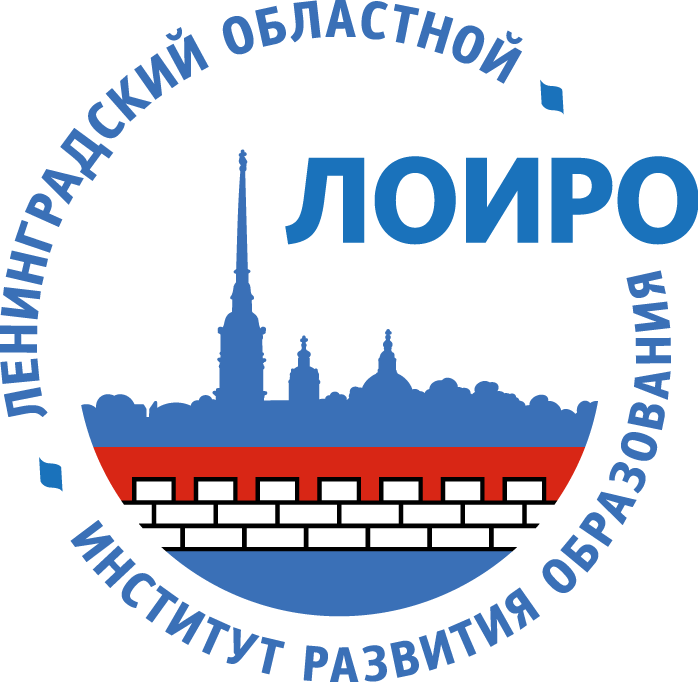 ЛЕНИНГРАДСКИЙ ОБЛАСТНОЙ
ЛОИРО
ИНСТИТУТ РАЗВИТИЯ ОБРАЗОВАНИЯ